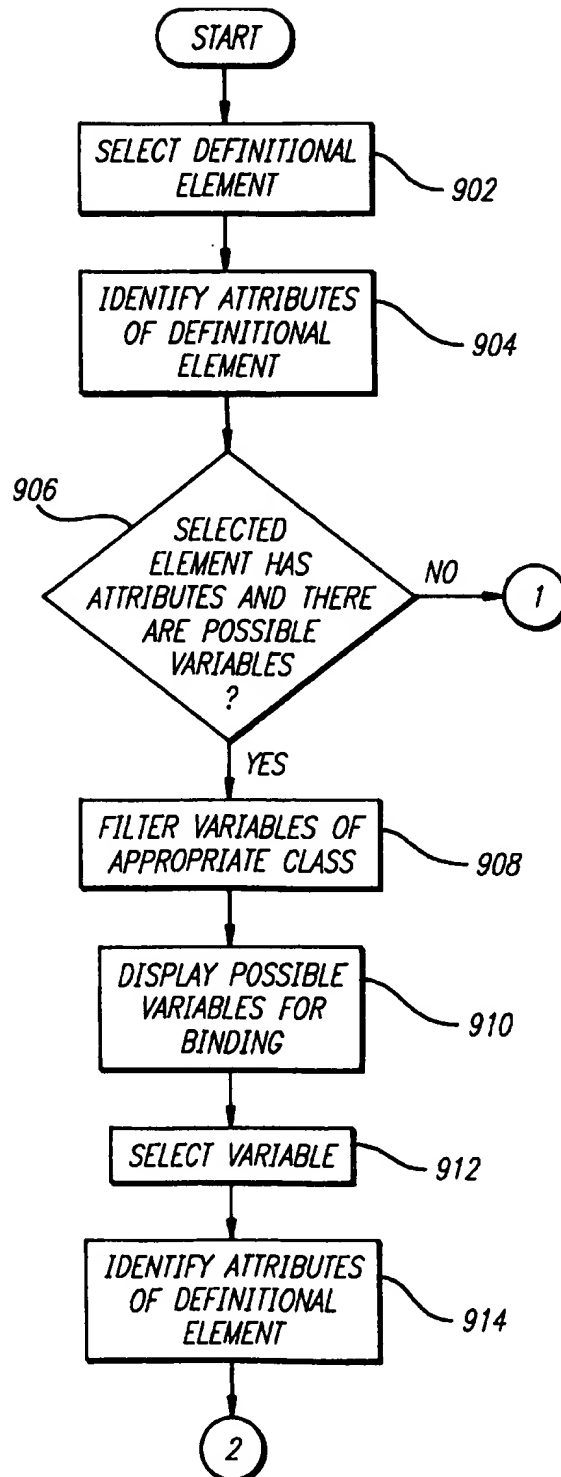 START
SELECT DEFINITIONAL
ELEMENT
902
IDENTIFY ATTRIBUTES
OF DEFINITIONAL
ELEMENT
904
906
SELECTED
ELEMENT HAS
ATTRIBUTES AND THERE
ARE POSSIBLE
VARIABLES
?
NO
1
YES
FILTER VARIABLES OF
APPROPRIATE CLASS
908
DISPLAY POSSIBLE
VARIABLES FOR
BINDING
910
SELECT VARIABLE
912
IDENTIFY ATTRIBUTES
OF DEFINITIONAL
ELEMENT
914
2